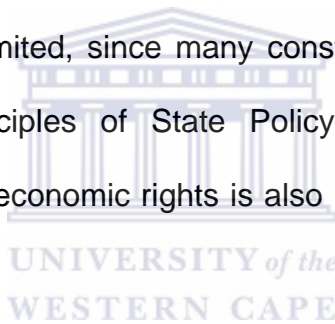 mited, since many cons
ciples of State Policy
economic rights is also
UNIVERSITY of the
WESTERN CAPE